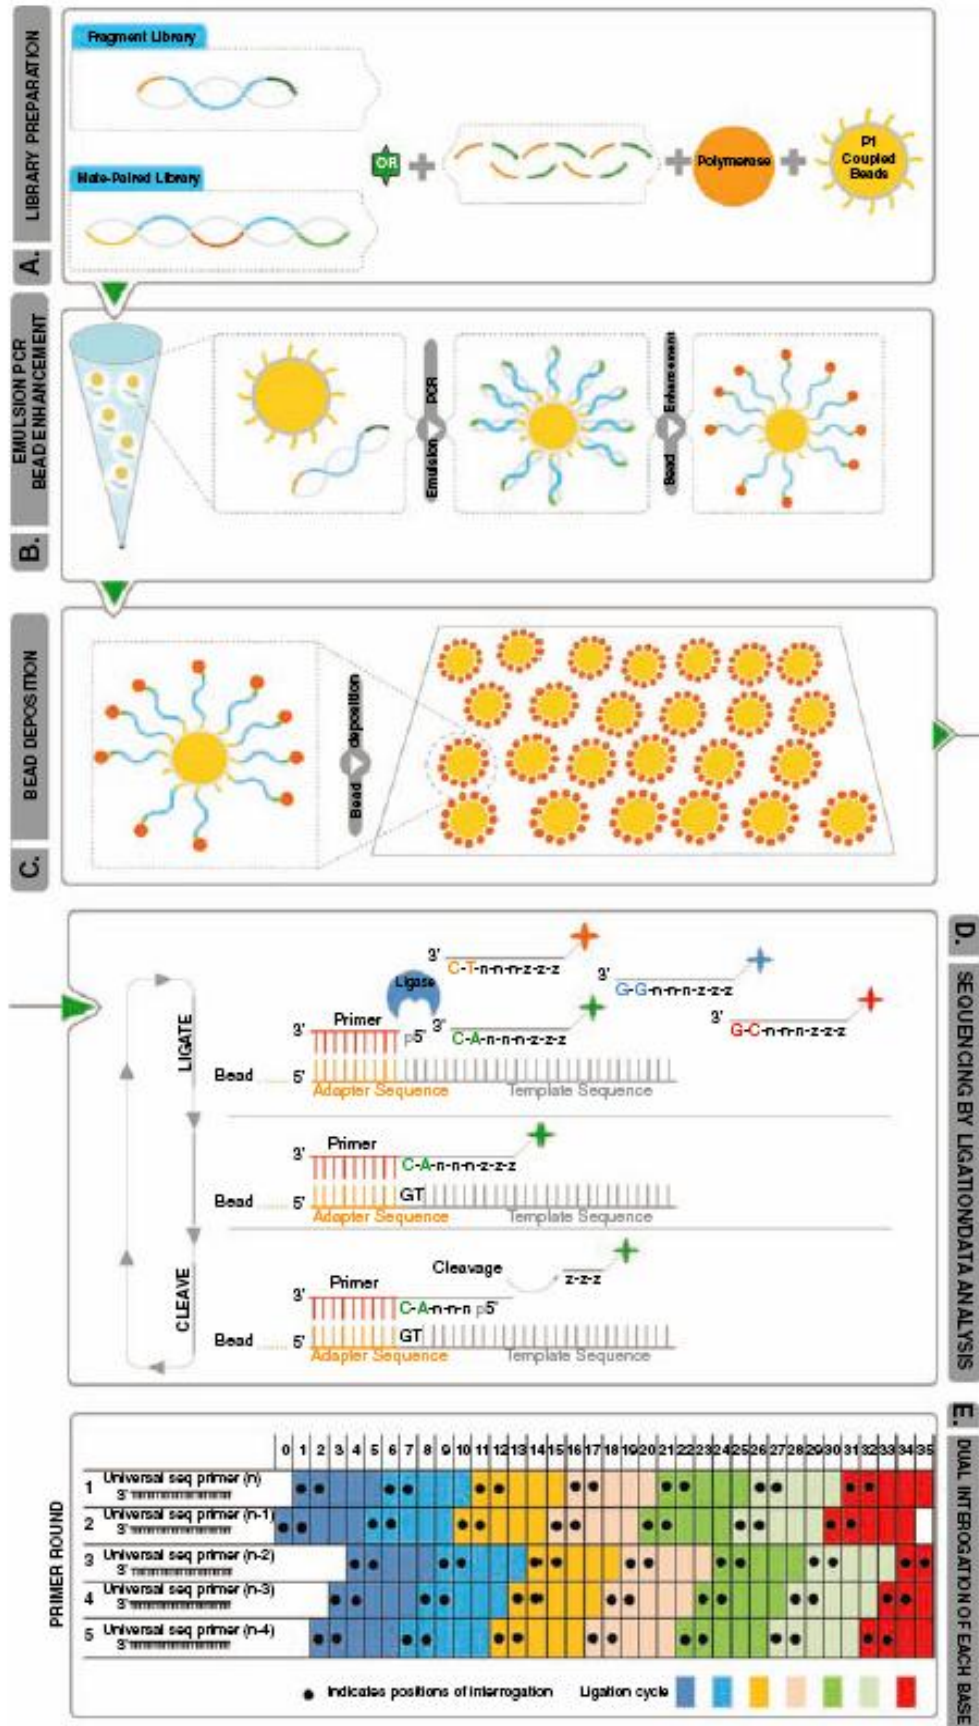 A. LIBRARY PREPARATION
Fragment Library
Mate-Paired Library
OR
Polymerase
P1
Coupled
Beads
B. EMULSION PCR
BEAD ENHANCEMENT
Emulsion PCR
Bead Enhancement
C. BEAD DEPOSITION
Bead deposition
D. SEQUENCING BY LIGATION DATA ANALYSIS
LIGATE
CLEAVE
3'
C-T-n-n-n-z-z-z
3'
G-G-n-n-n-z-z-z
3'
G-C-n-n-n-z-z-z
Ligase
3' Primer p5'
3'
C-A-n-n-n-z-z-z
Bead 5'
Adapter Sequence Template Sequence
3' Primer
C-A-n-n-n-z-z-z
Bead 5' GT
Adapter Sequence Template Sequence
Cleavage z-z-z
3' Primer
C-A-n-n-n p5'
Bead 5' GT
Adapter Sequence Template Sequence
E. DUAL INTEROGATION OF EACH BASE
PRIMER ROUND
0 1 2 3 4 5 6 7 8 9 10 11 12 13 14 15 16 17 18 19 20 21 22 23 24 25 26 27 28 29 30 31 32 33 34 35
1 Universal seq primer (n)
3'
2 Universal seq primer (n-1)
3'
3 Universal seq primer (n-2)
3'
4 Universal seq primer (n-3)
3'
5 Universal seq primer (n-4)
3'
Indicates positions of interrogation Ligation cycle